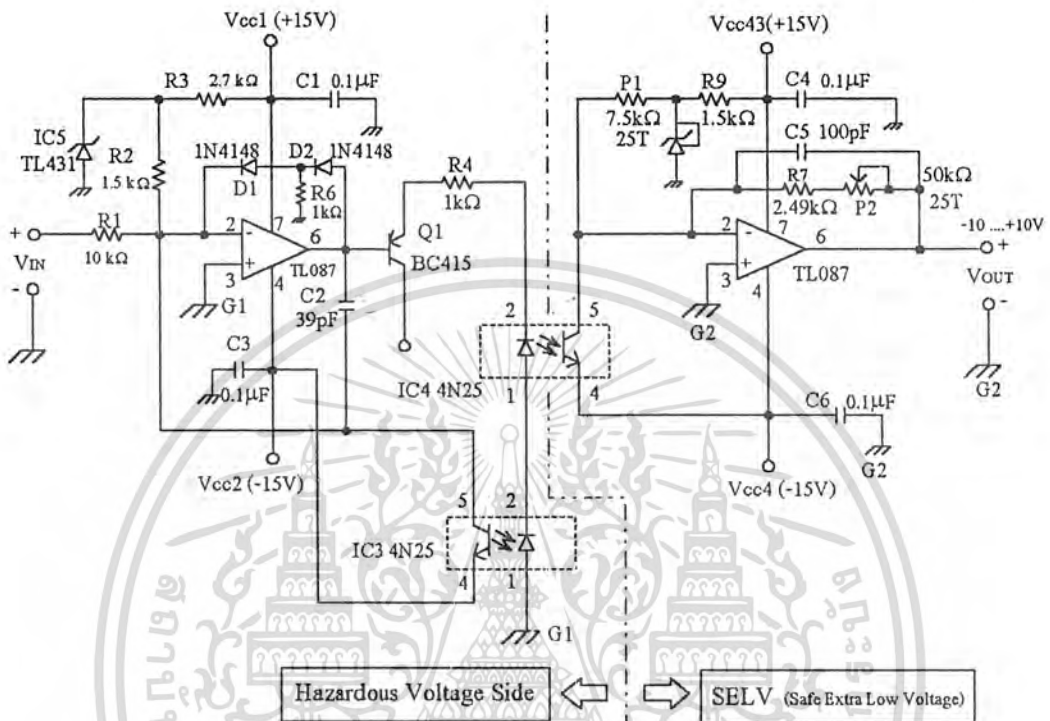 Vcc1 (+15V)
Vcc43(+15V)
R3
2.7 kΩ
C1
0.1µF
P1
7.5kΩ
25T
R9
1.5kΩ
C4
0.1µF
C5
100pF
IC5
TL431
R2
1.5 kΩ
1N4148
D2
1N4148
D1
R6
1kΩ
R4
1kΩ
R7
2.49kΩ
P2
50kΩ
25T
R1
10 kΩ
+
VIN
-
2
-
3
+
7
6
4
TL087
G1
Q1
BC415
C2
39pF
2
-
3
+
7
6
4
TL087
G2
-10 ....+10V
+
VOUT
-
G2
C3
0.1µF
2
1
5
4
IC4 4N25
C6
0.1µF
G2
Vcc2 (-15V)
Vcc4 (-15V)
5
2
IC3 4N25
4
1
G1
Hazardous Voltage Side
SELV (Safe Extra Low Voltage)